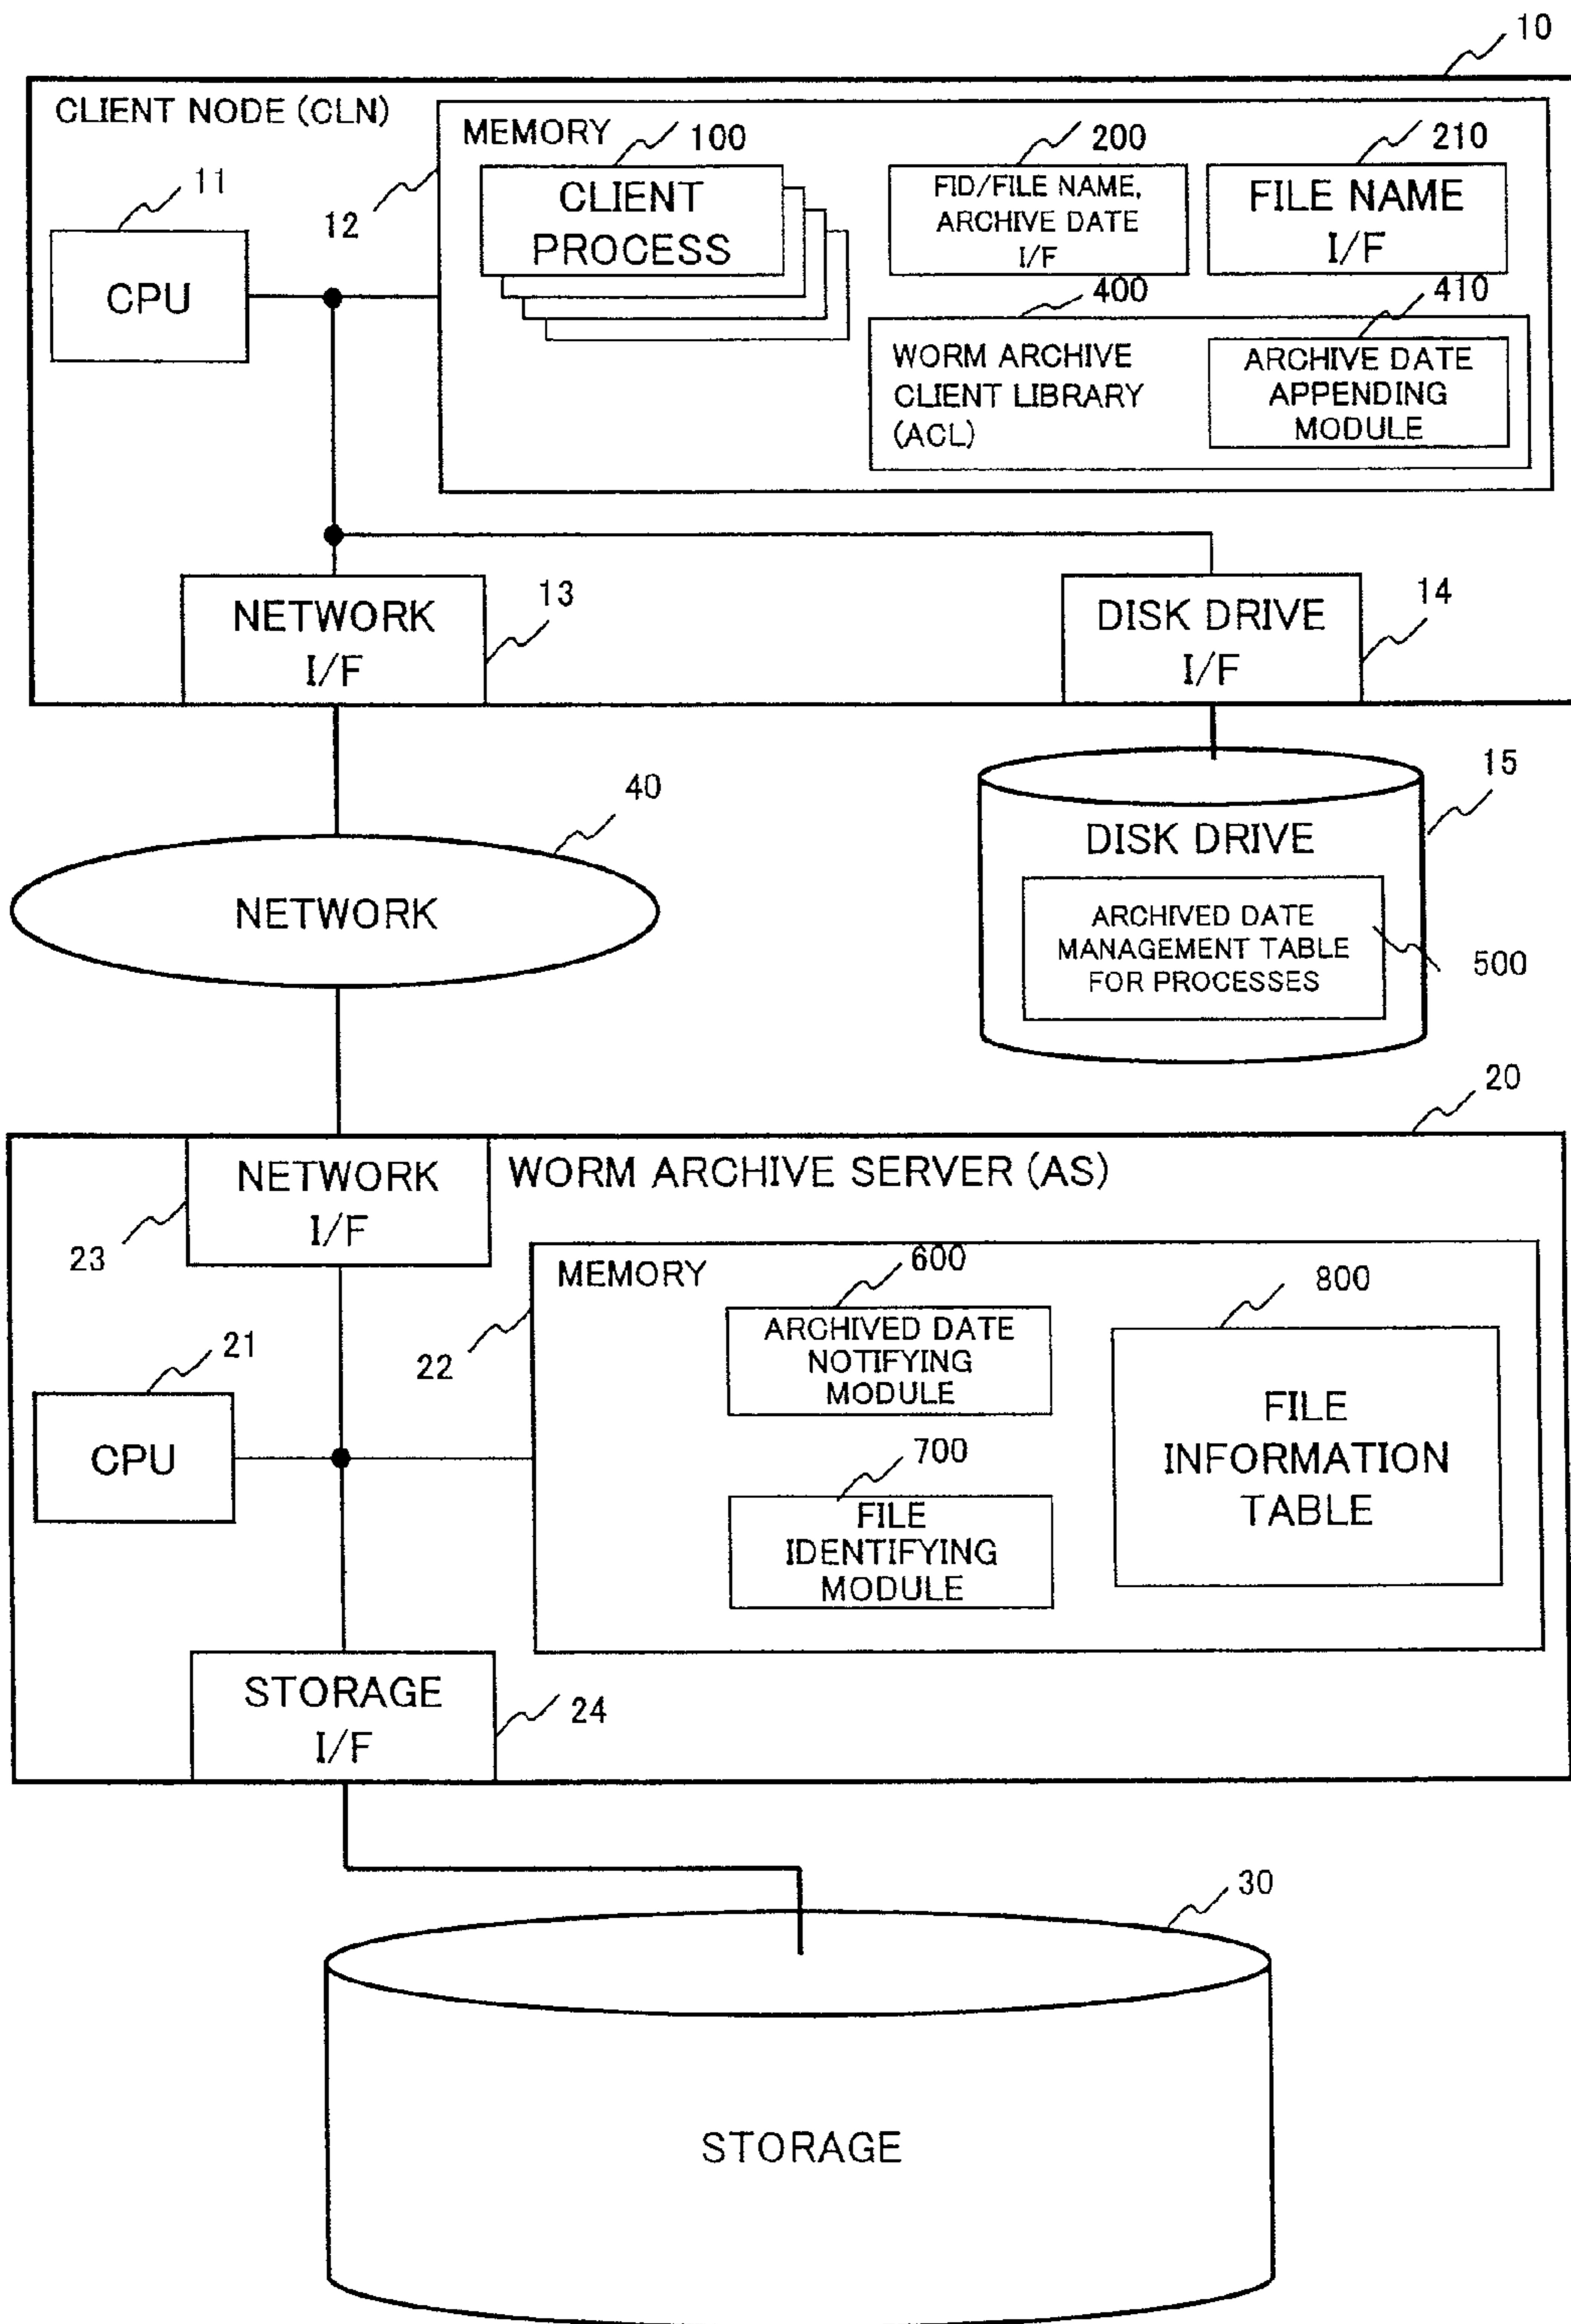 10
CLIENT NODE (CLN)
MEMORY
100
200
210
11
12
CLIENT
PROCESS
FID/FILE NAME,
ARCHIVE DATE
I/F
FILE NAME
I/F
CPU
400
410
WORM ARCHIVE
CLIENT LIBRARY
(ACL)
ARCHIVE DATE
APPENDING
MODULE
NETWORK
I/F
13
DISK DRIVE
I/F
14
15
40
NETWORK
DISK DRIVE
ARCHIVED DATE
MANAGEMENT TABLE
FOR PROCESSES
500
20
NETWORK
I/F
WORM ARCHIVE SERVER (AS)
23
MEMORY
600
800
22
21
ARCHIVED DATE
NOTIFYING
MODULE
CPU
FILE
INFORMATION
TABLE
700
FILE
IDENTIFYING
MODULE
STORAGE
I/F
24
30
STORAGE